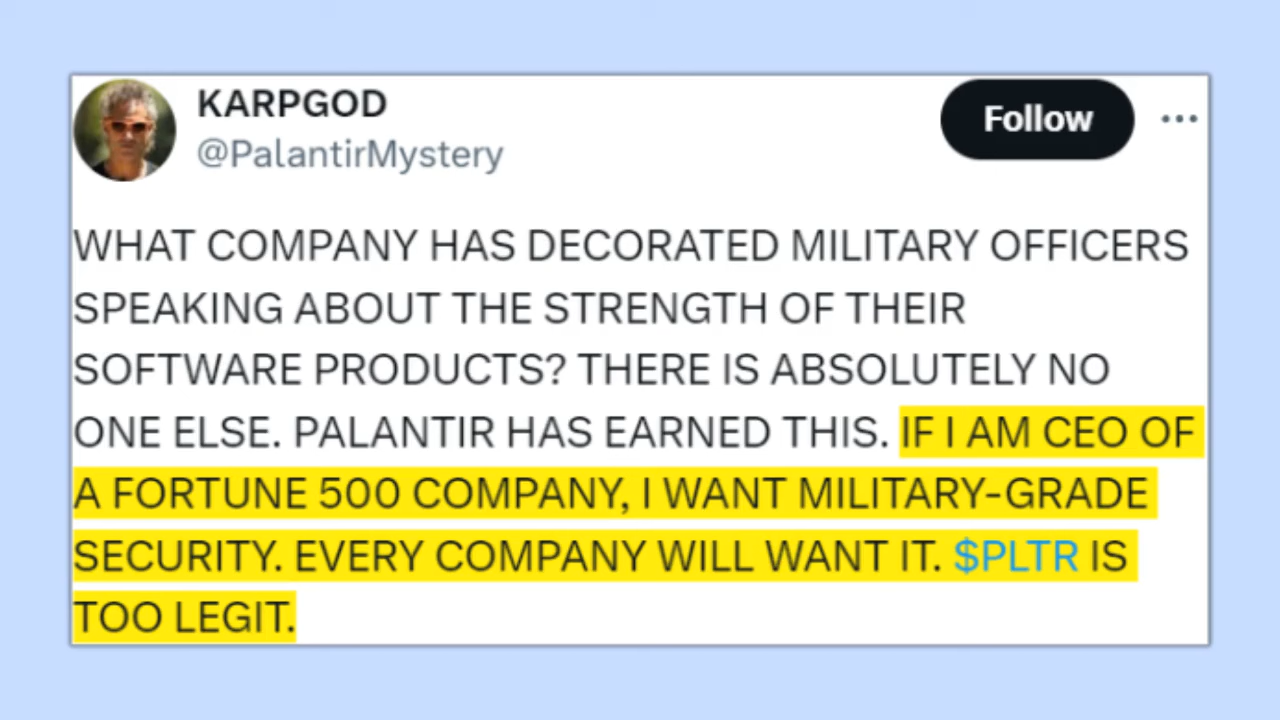 KARPGOD
@PalantirMystery
Follow
WHAT COMPANY HAS DECORATED MILITARY OFFICERS
SPEAKING ABOUT THE STRENGTH OF THEIR
SOFTWARE PRODUCTS? THERE IS ABSOLUTELY NO
ONE ELSE. PALANTIR HAS EARNED THIS. IF I AM CEO OF
A FORTUNE 500 COMPANY, I WANT MILITARY-GRADE
SECURITY. EVERY COMPANY WILL WANT IT. $PLTR IS
TOO LEGIT.